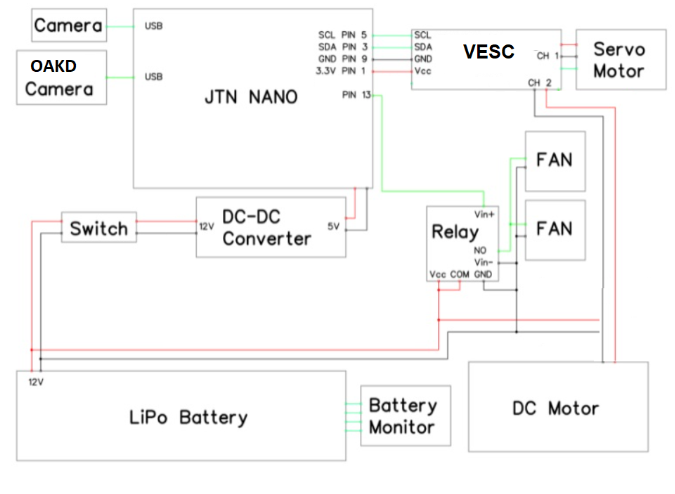 Camera
USB
OAKD
Camera
USB
JTN NANO
SCL PIN 5
SDA PIN 3
GND PIN 9
3.3V PIN 1
PIN 13
SCL
SDA
GND
Vcc
VESC
CH 1
CH 2
Servo
Motor
FAN
FAN
Switch
12V
DC-DC
Converter
5V
Vin+
Relay
NO
Vin-
Vcc COM GND
12V
LiPo Battery
Battery
Monitor
DC Motor